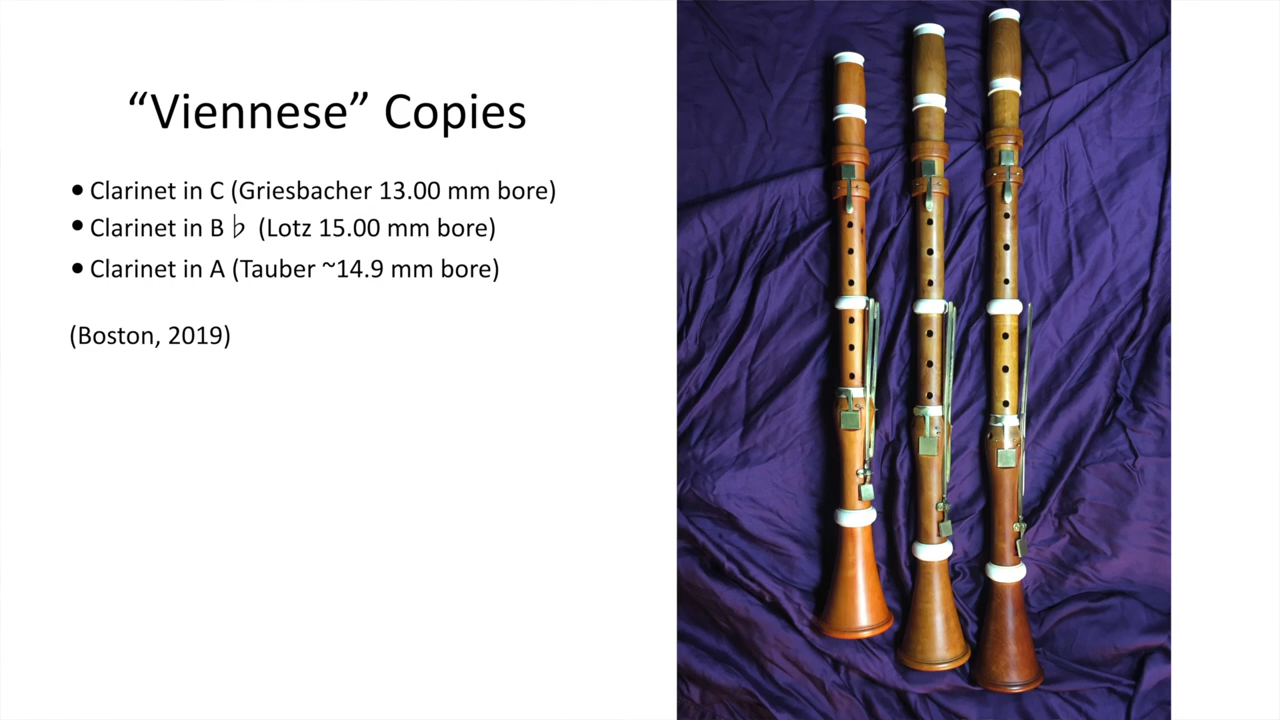 “Viennese” Copies
• Clarinet in C (Griesbacher 13.00 mm bore)
• Clarinet in B♭ (Lotz 15.00 mm bore)
• Clarinet in A (Tauber ~14.9 mm bore)
(Boston, 2019)